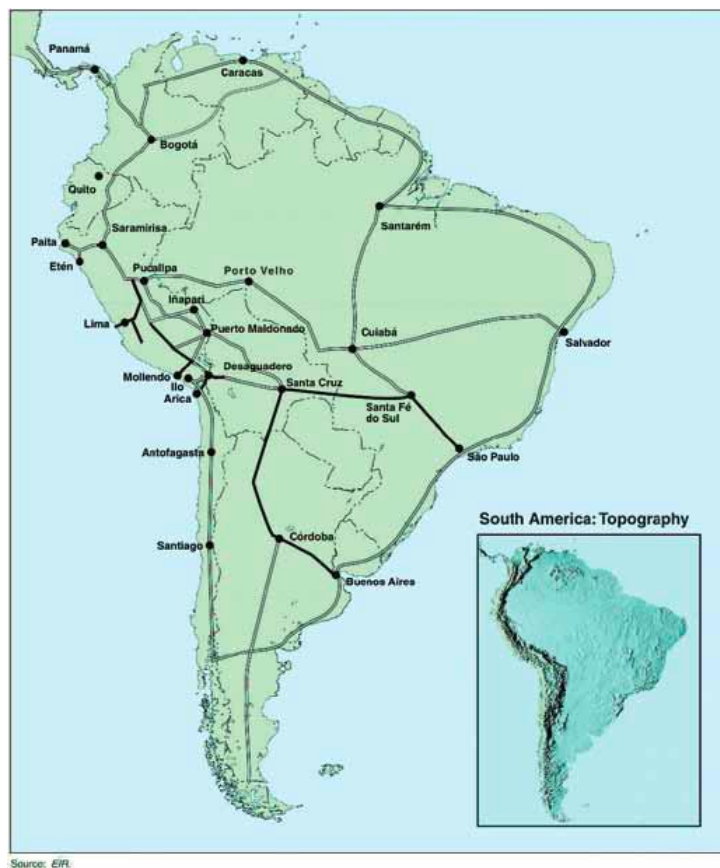 Panamá
Caracas
Bogotá
Quito
Santarém
Saramirisa
Paita
Etén
Pucallpa
Porto Velho
Iñapari
Lima
Puerto Maldonado
Cuiabá
Salvador
Desaguadero
Mollendo
Ilo
Arica
Santa Cruz
Santa Fé
do Sul
Antofagasta
São Paulo
South America: Topography
Santiago
Córdoba
Buenos Aires
Source: EIR.